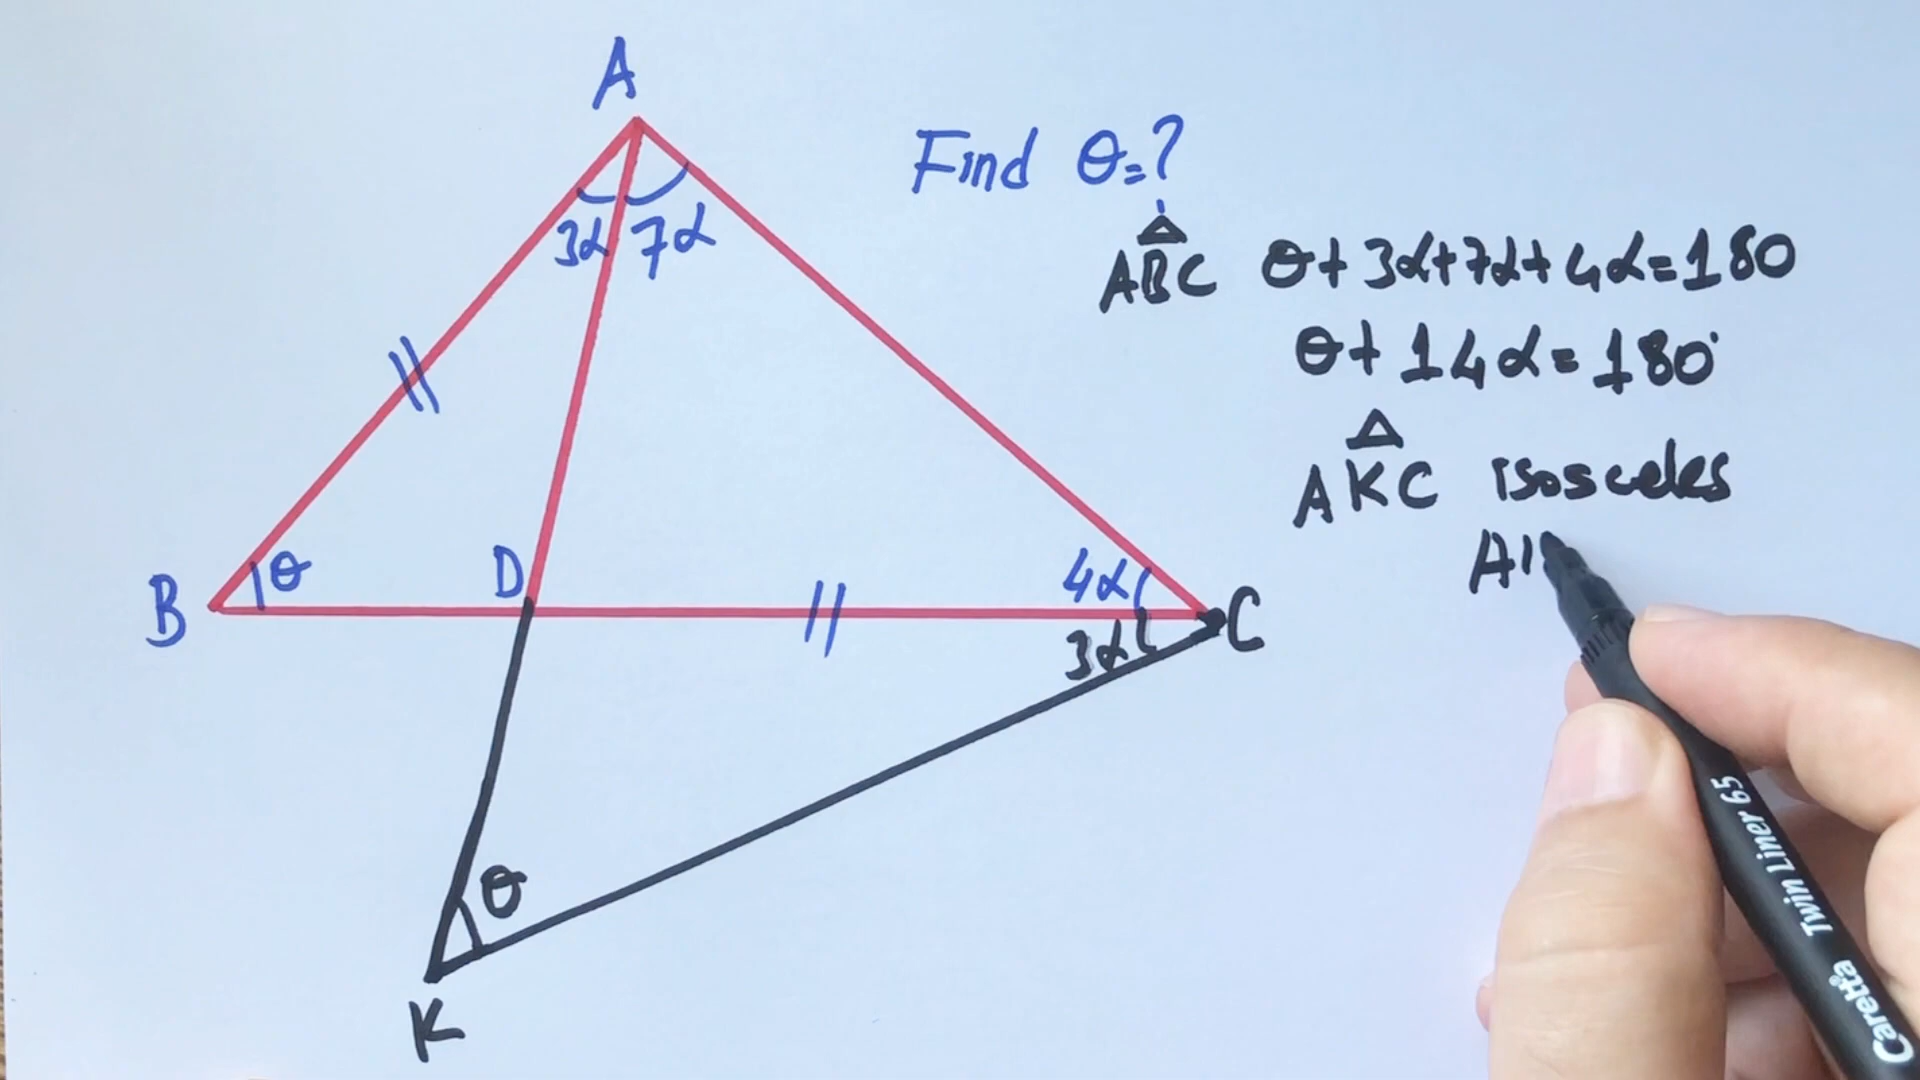 A
Find θ=?
3α 7α
ABC θ+3α+7α+4α=180
θ+14α=180°
AKC isosceles
B θ D 4α C
3α
θ
K
Caretta Twin Liner 65